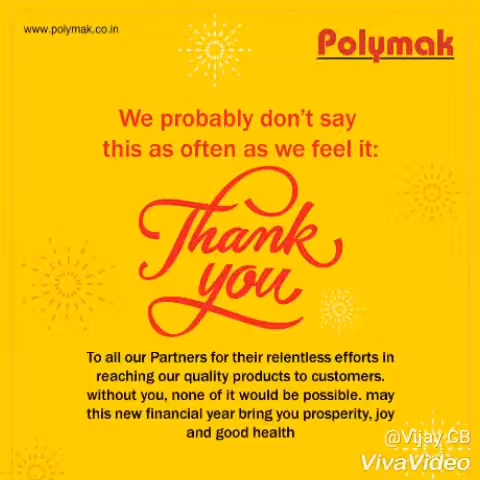 www.polymak.co.in
Polymak
We probably don't say
this as often as we feel it:
Thank
you
To all our Partners for their relentless efforts in
reaching our quality products to customers.
without you, none of it would be possible. may
this new financial year bring you prosperity, joy
and good health
@Vijay GB
VivaVideo